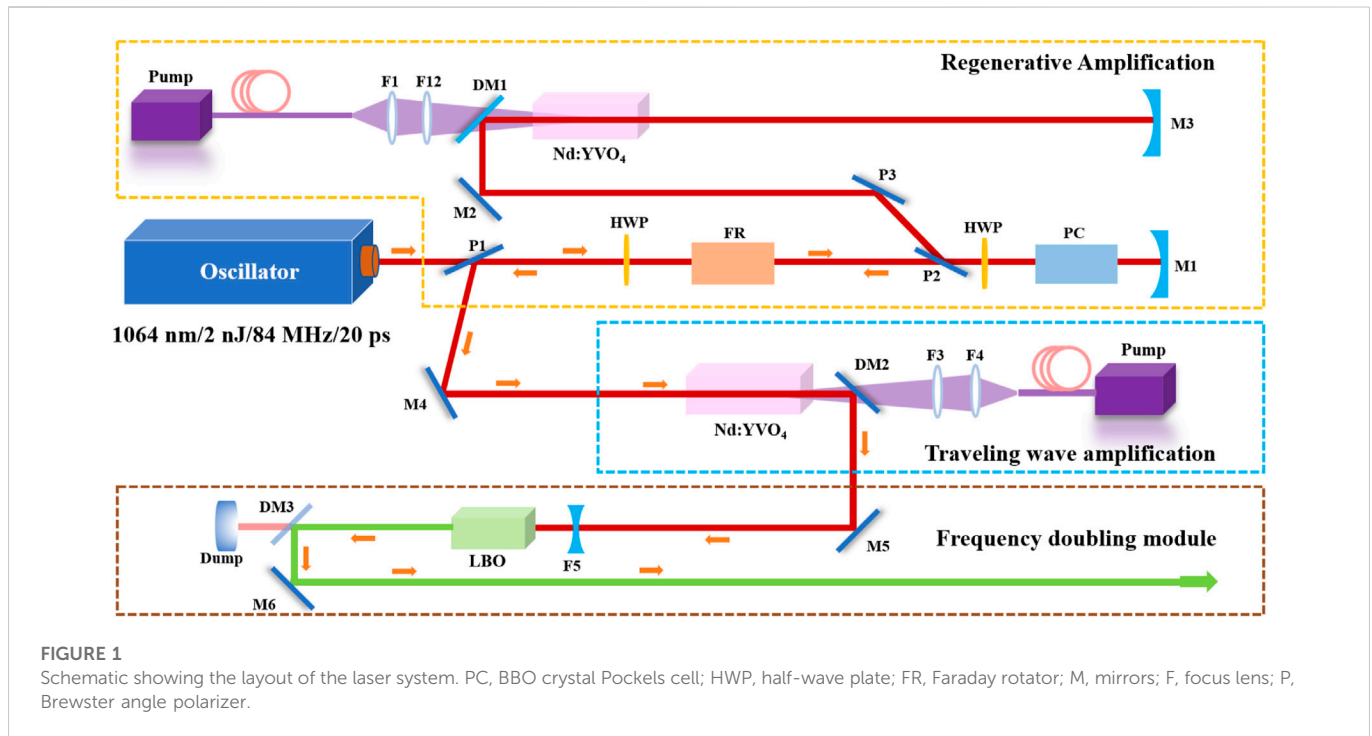 Regenerative Amplification
Pump
F1
F12
DM1
Nd:YVO4
M3
M2
P3
Oscillator
P1
HWP
FR
P2
HWP
PC
M1
1064 nm/2 nJ/84 MHz/20 ps
M4
Nd:YVO4
DM2
F3
F4
Pump
Traveling wave amplification
DM3
Dump
LBO
F5
M5
Frequency doubling module
M6
FIGURE 1
Schematic showing the layout of the laser system. PC, BBO crystal Pockels cell; HWP, half-wave plate; FR, Faraday rotator; M, mirrors; F, focus lens; P,
Brewster angle polarizer.